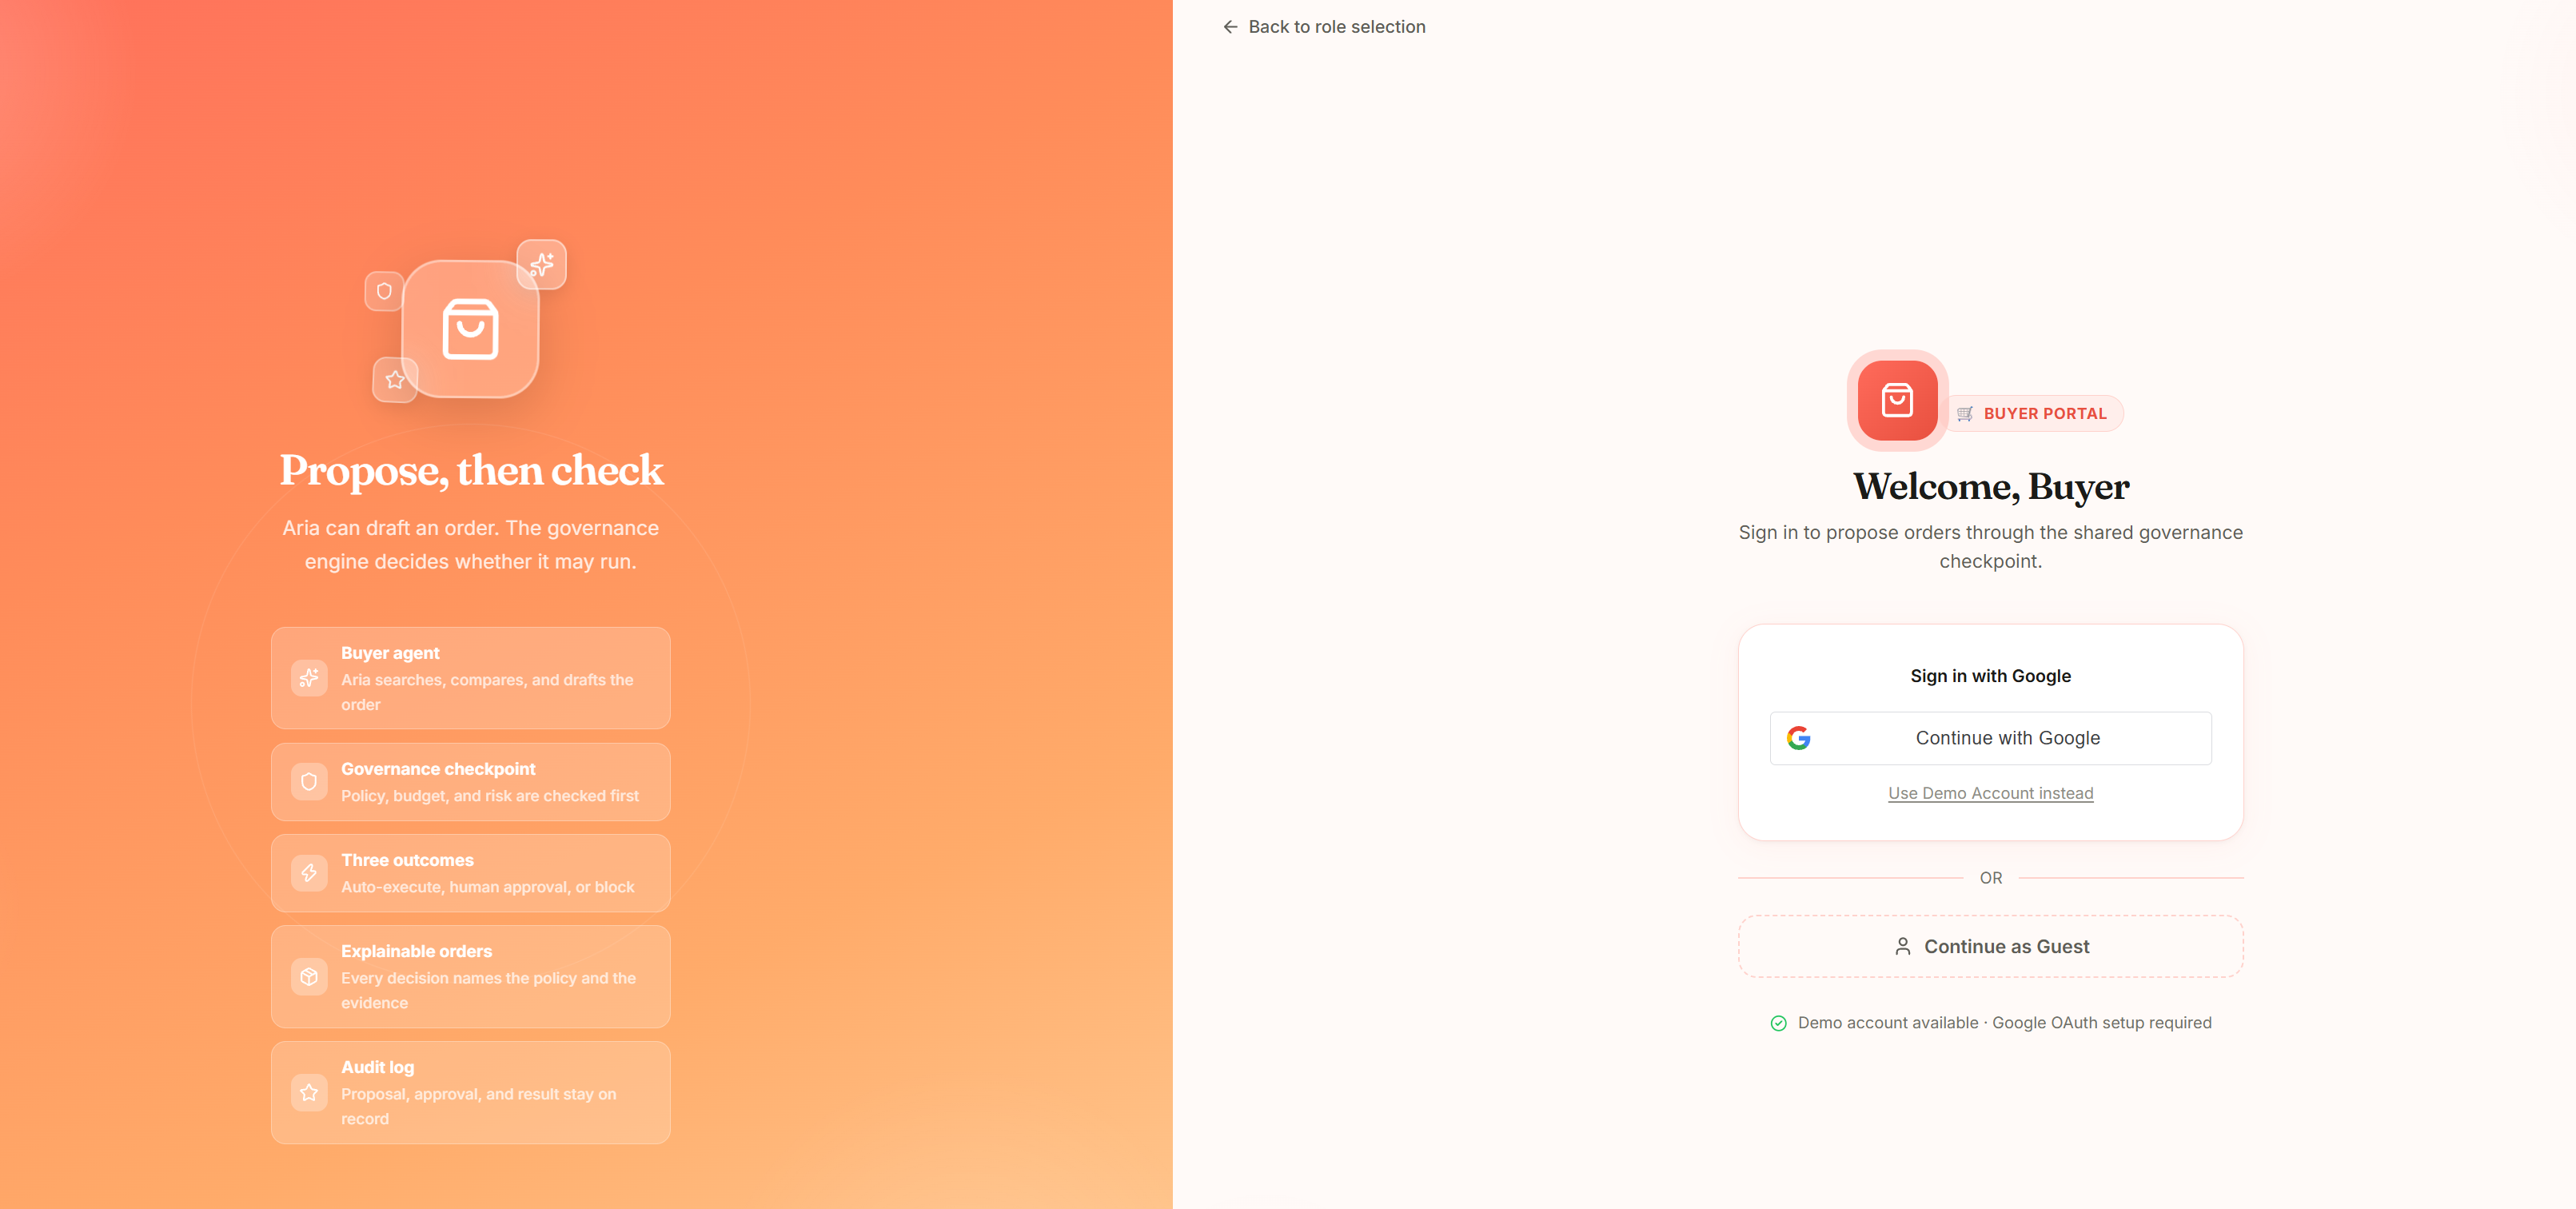 Propose, then check
Aria can draft an order. The governance
engine decides whether it may run.
Buyer agent
Aria searches, compares, and drafts the
order
Governance checkpoint
Policy, budget, and risk are checked first
Three outcomes
Auto-execute, human approval, or block
Explainable orders
Every decision names the policy and the
evidence
Audit log
Proposal, approval, and result stay on
record
Back to role selection
BUYER PORTAL
Welcome, Buyer
Sign in to propose orders through the shared governance
checkpoint.
Sign in with Google
Continue with Google
Use Demo Account instead
OR
Continue as Guest
Demo account available · Google OAuth setup required